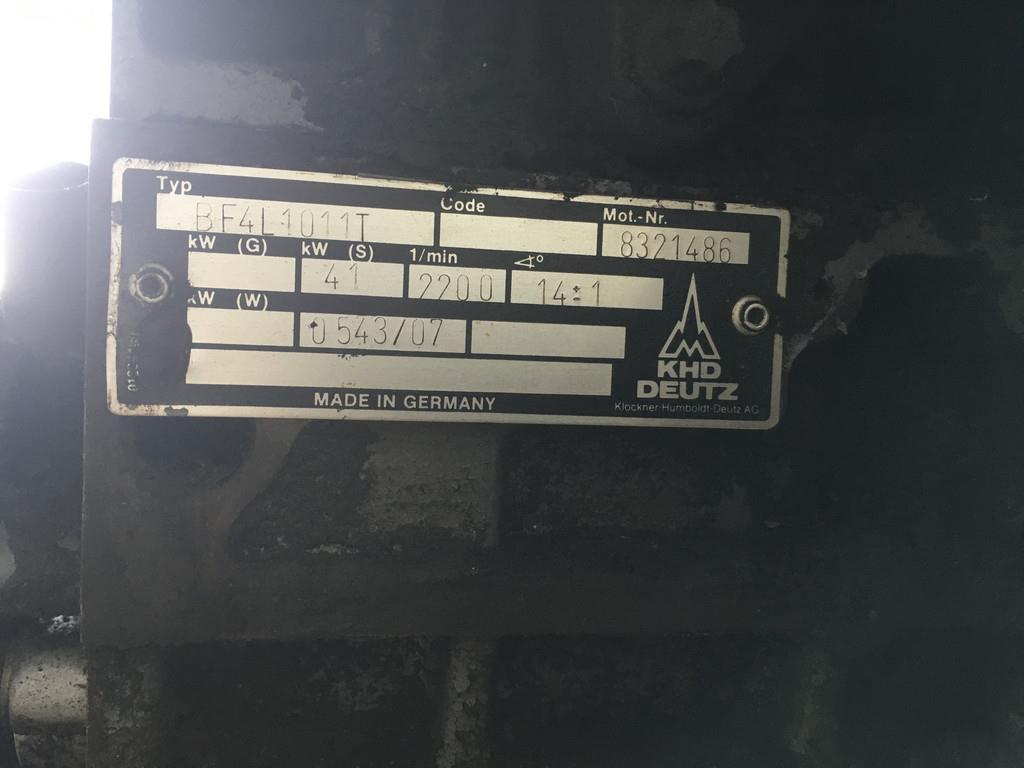 Typ Code Mot.-Nr.
BF4L1011T 8321486
kW (G) kW (S) 1/min ∢°
41 2200 14±1
kW (W)
0543/07
KHD
DEUTZ
MADE IN GERMANY Klöckner-Humboldt-Deutz AG